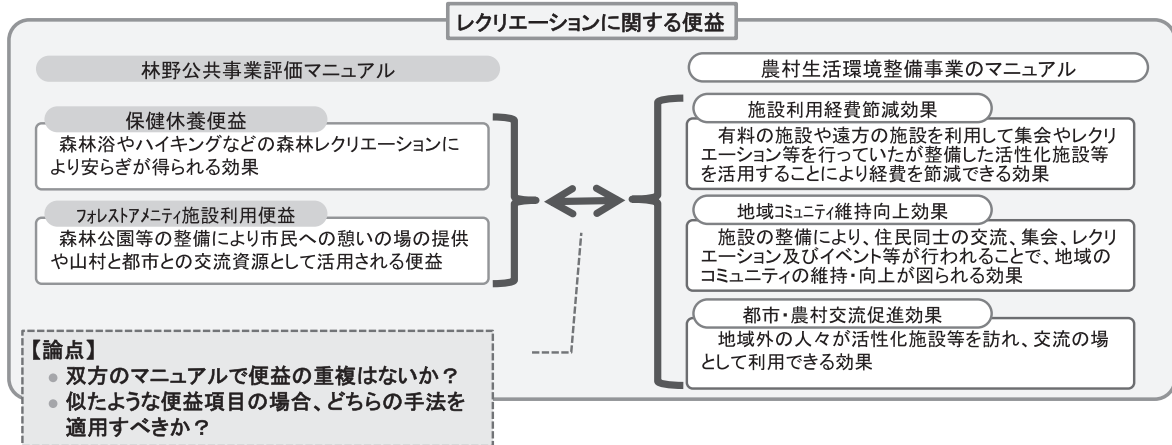 レクリエーションに関する便益
林野公共事業評価マニュアル
保健休養便益
森林浴やハイキングなどの森林レクリエーションに
より安らぎが得られる効果
フォレストアメニティ施設利用便益
森林公園等の整備により市民への憩いの場の提供
や山村と都市との交流資源として活用される便益
農村生活環境整備事業のマニュアル
施設利用経費節減効果
有料の施設や遠方の施設を利用して集会やレクリ
エーション等を行っていたが整備した活性化施設等
を活用することにより経費を節減できる効果
地域コミュニティ維持向上効果
施設の整備により、住民同士の交流、集会、レクリ
エーション及びイベント等が行われることで、地域の
コミュニティの維持・向上が図られる効果
都市・農村交流促進効果
地域外の人々が活性化施設等を訪れ、交流の場
として利用できる効果
【論点】
● 双方のマニュアルで便益の重複はないか？
● 似たような便益項目の場合、どちらの手法を
適用すべきか？